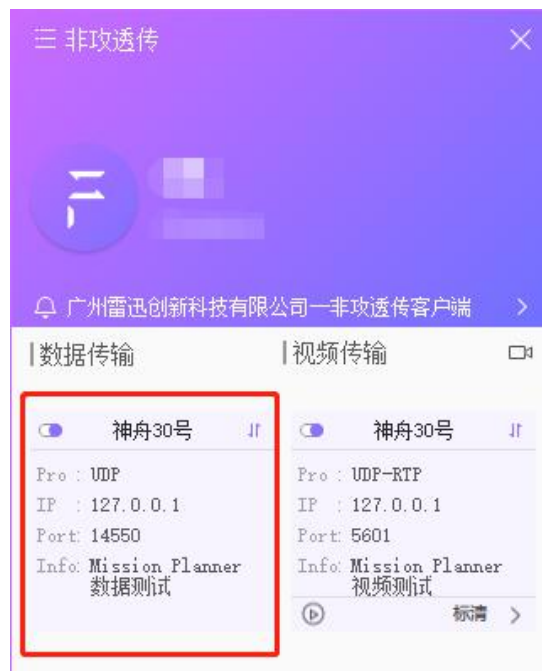 非攻透传
广州雷迅创新科技有限公司一非攻透传客户端
数据传输
视频传输
神舟30号
Pro : UDP
IP : 127.0.0.1
Port: 14550
Info: Mission Planner
数据测试
神舟30号
Pro : UDP-RTP
IP : 127.0.0.1
Port: 5601
Info: Mission Planner
视频测试
标清